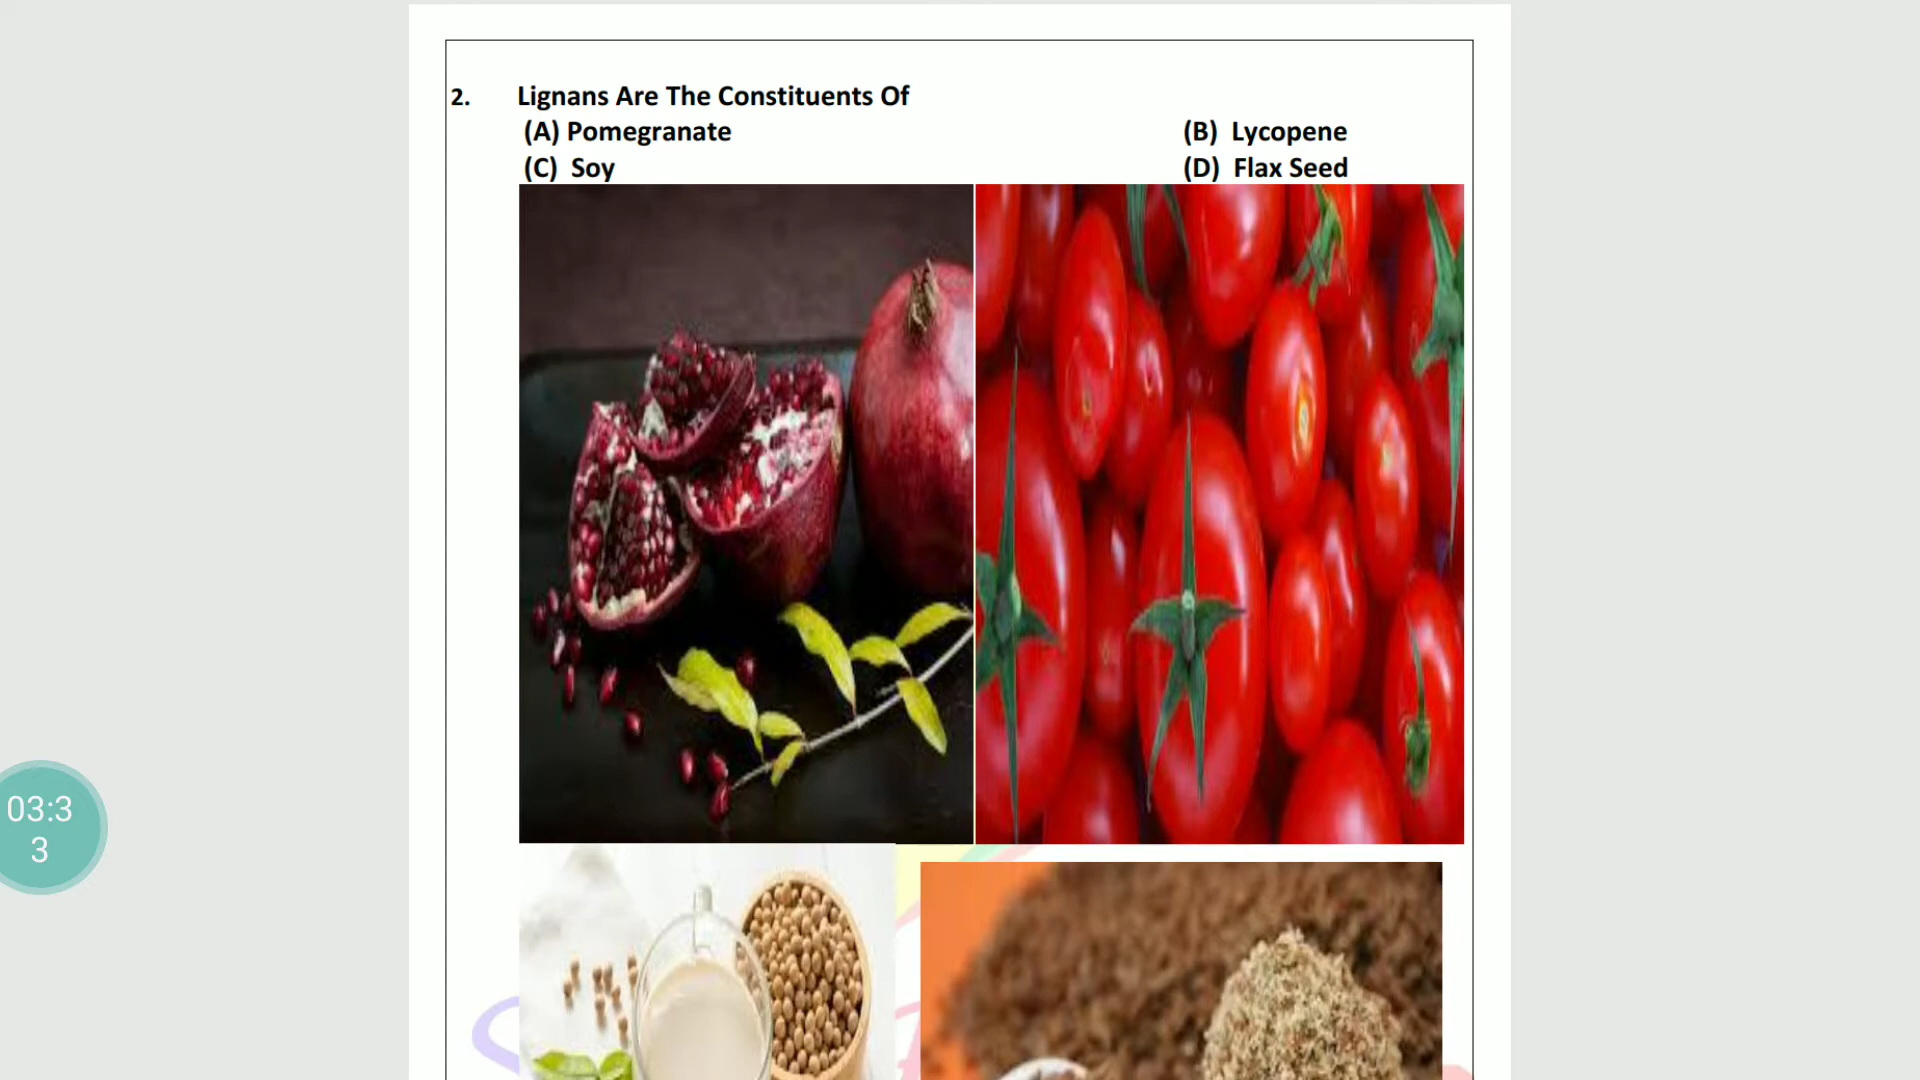 2. Lignans Are The Constituents Of
(A) Pomegranate (B) Lycopene
(C) Soy (D) Flax Seed
03:3
3